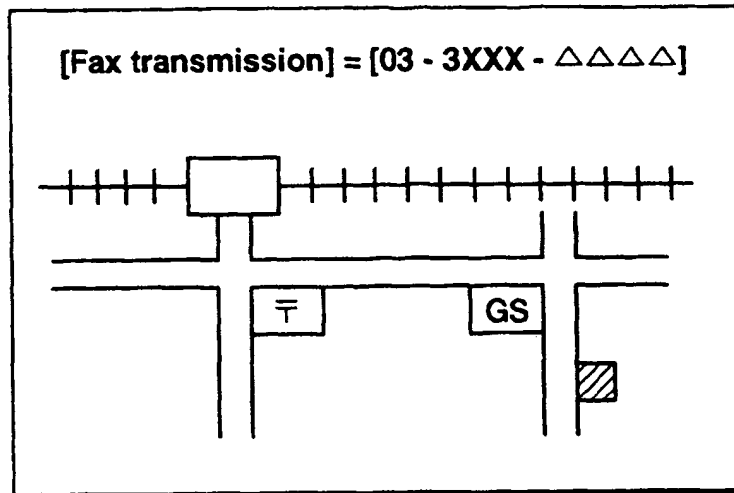 [Fax transmission] = [03 - 3XXX - △△△△]
〒
GS